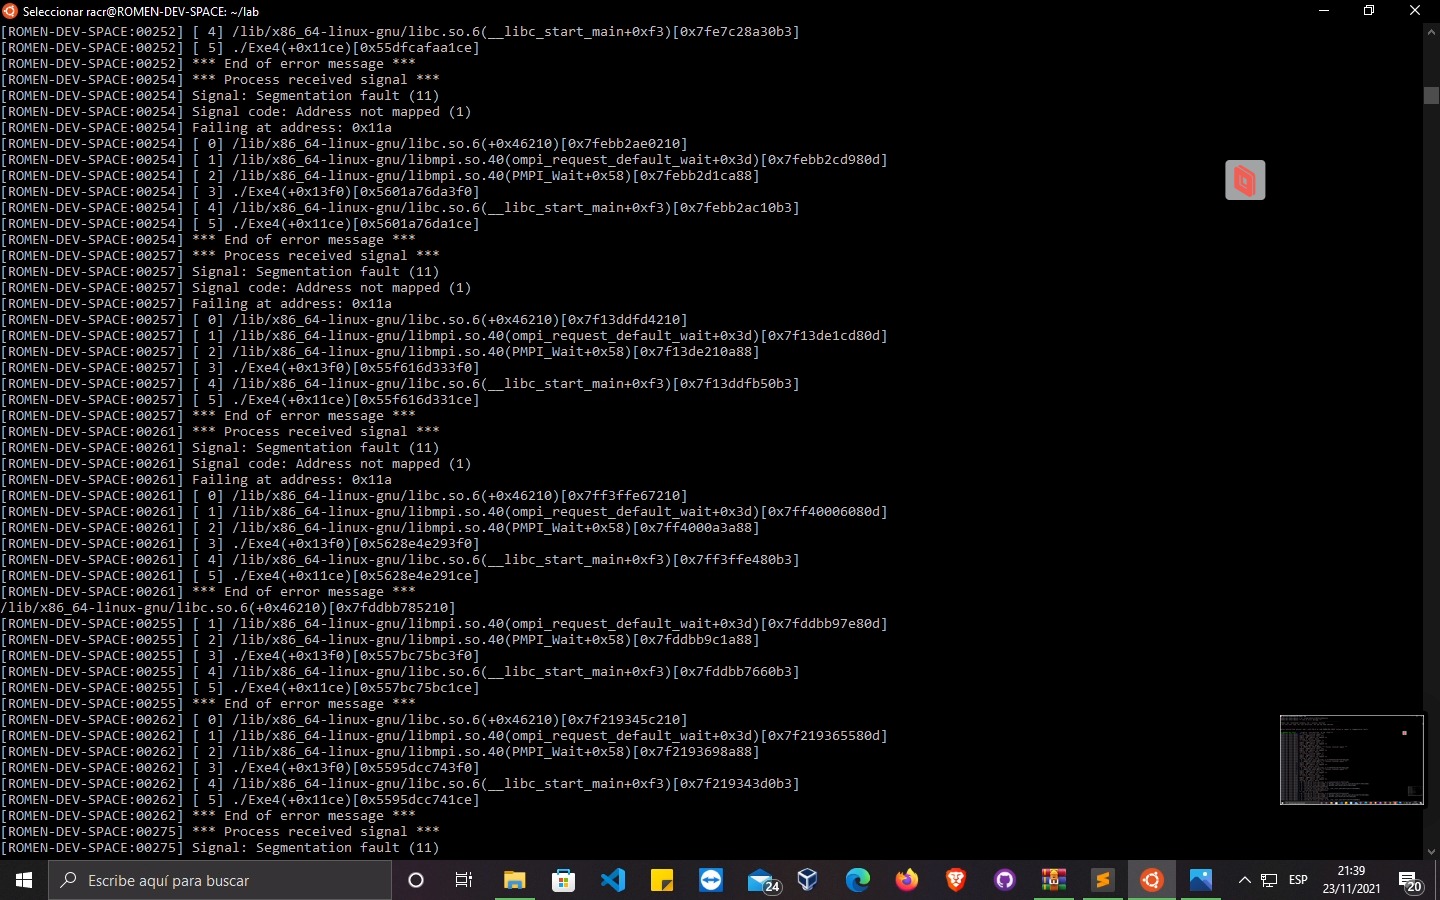 Seleccionar racr@ROMEN-DEV-SPACE: ~/lab
[ROMEN-DEV-SPACE:00252] [ 4] /lib/x86_64-linux-gnu/libc.so.6(__libc_start_main+0xf3)[0x7fe7c28a30b3]
[ROMEN-DEV-SPACE:00252] [ 5] ./Exe4(+0x11ce)[0x55dfcafaa1ce]
[ROMEN-DEV-SPACE:00252] *** End of error message ***
[ROMEN-DEV-SPACE:00254] *** Process received signal ***
[ROMEN-DEV-SPACE:00254] Signal: Segmentation fault (11)
[ROMEN-DEV-SPACE:00254] Signal code: Address not mapped (1)
[ROMEN-DEV-SPACE:00254] Failing at address: 0x11a
[ROMEN-DEV-SPACE:00254] [ 0] /lib/x86_64-linux-gnu/libc.so.6(+0x46210)[0x7febb2ae0210]
[ROMEN-DEV-SPACE:00254] [ 1] /lib/x86_64-linux-gnu/libmpi.so.40(ompi_request_default_wait+0x3d)[0x7febb2cd980d]
[ROMEN-DEV-SPACE:00254] [ 2] /lib/x86_64-linux-gnu/libmpi.so.40(PMPI_Wait+0x58)[0x7febb2d1ca88]
[ROMEN-DEV-SPACE:00254] [ 3] ./Exe4(+0x13f0)[0x5601a76da3f0]
[ROMEN-DEV-SPACE:00254] [ 4] /lib/x86_64-linux-gnu/libc.so.6(__libc_start_main+0xf3)[0x7febb2ac10b3]
[ROMEN-DEV-SPACE:00254] [ 5] ./Exe4(+0x11ce)[0x5601a76da1ce]
[ROMEN-DEV-SPACE:00254] *** End of error message ***
[ROMEN-DEV-SPACE:00257] *** Process received signal ***
[ROMEN-DEV-SPACE:00257] Signal: Segmentation fault (11)
[ROMEN-DEV-SPACE:00257] Signal code: Address not mapped (1)
[ROMEN-DEV-SPACE:00257] Failing at address: 0x11a
[ROMEN-DEV-SPACE:00257] [ 0] /lib/x86_64-linux-gnu/libc.so.6(+0x46210)[0x7f13ddfd4210]
[ROMEN-DEV-SPACE:00257] [ 1] /lib/x86_64-linux-gnu/libmpi.so.40(ompi_request_default_wait+0x3d)[0x7f13de1cd80d]
[ROMEN-DEV-SPACE:00257] [ 2] /lib/x86_64-linux-gnu/libmpi.so.40(PMPI_Wait+0x58)[0x7f13de210a88]
[ROMEN-DEV-SPACE:00257] [ 3] ./Exe4(+0x13f0)[0x55f616d333f0]
[ROMEN-DEV-SPACE:00257] [ 4] /lib/x86_64-linux-gnu/libc.so.6(__libc_start_main+0xf3)[0x7f13ddfb50b3]
[ROMEN-DEV-SPACE:00257] [ 5] ./Exe4(+0x11ce)[0x55f616d331ce]
[ROMEN-DEV-SPACE:00257] *** End of error message ***
[ROMEN-DEV-SPACE:00261] *** Process received signal ***
[ROMEN-DEV-SPACE:00261] Signal: Segmentation fault (11)
[ROMEN-DEV-SPACE:00261] Signal code: Address not mapped (1)
[ROMEN-DEV-SPACE:00261] Failing at address: 0x11a
[ROMEN-DEV-SPACE:00261] [ 0] /lib/x86_64-linux-gnu/libc.so.6(+0x46210)[0x7ff3ffe67210]
[ROMEN-DEV-SPACE:00261] [ 1] /lib/x86_64-linux-gnu/libmpi.so.40(ompi_request_default_wait+0x3d)[0x7ff40006080d]
[ROMEN-DEV-SPACE:00261] [ 2] /lib/x86_64-linux-gnu/libmpi.so.40(PMPI_Wait+0x58)[0x7ff4000a3a88]
[ROMEN-DEV-SPACE:00261] [ 3] ./Exe4(+0x13f0)[0x5628e4e293f0]
[ROMEN-DEV-SPACE:00261] [ 4] /lib/x86_64-linux-gnu/libc.so.6(__libc_start_main+0xf3)[0x7ff3ffe480b3]
[ROMEN-DEV-SPACE:00261] [ 5] ./Exe4(+0x11ce)[0x5628e4e291ce]
[ROMEN-DEV-SPACE:00261] *** End of error message ***
/lib/x86_64-linux-gnu/libc.so.6(+0x46210)[0x7fddbb785210]
[ROMEN-DEV-SPACE:00255] [ 1] /lib/x86_64-linux-gnu/libmpi.so.40(ompi_request_default_wait+0x3d)[0x7fddbb97e80d]
[ROMEN-DEV-SPACE:00255] [ 2] /lib/x86_64-linux-gnu/libmpi.so.40(PMPI_Wait+0x58)[0x7fddbb9c1a88]
[ROMEN-DEV-SPACE:00255] [ 3] ./Exe4(+0x13f0)[0x557bc75bc3f0]
[ROMEN-DEV-SPACE:00255] [ 4] /lib/x86_64-linux-gnu/libc.so.6(__libc_start_main+0xf3)[0x7fddbb7660b3]
[ROMEN-DEV-SPACE:00255] [ 5] ./Exe4(+0x11ce)[0x557bc75bc1ce]
[ROMEN-DEV-SPACE:00255] *** End of error message ***
[ROMEN-DEV-SPACE:00262] [ 0] /lib/x86_64-linux-gnu/libc.so.6(+0x46210)[0x7f219345c210]
[ROMEN-DEV-SPACE:00262] [ 1] /lib/x86_64-linux-gnu/libmpi.so.40(ompi_request_default_wait+0x3d)[0x7f219365580d]
[ROMEN-DEV-SPACE:00262] [ 2] /lib/x86_64-linux-gnu/libmpi.so.40(PMPI_Wait+0x58)[0x7f2193698a88]
[ROMEN-DEV-SPACE:00262] [ 3] ./Exe4(+0x13f0)[0x5595dcc743f0]
[ROMEN-DEV-SPACE:00262] [ 4] /lib/x86_64-linux-gnu/libc.so.6(__libc_start_main+0xf3)[0x7f219343d0b3]
[ROMEN-DEV-SPACE:00262] [ 5] ./Exe4(+0x11ce)[0x5595dcc741ce]
[ROMEN-DEV-SPACE:00262] *** End of error message ***
[ROMEN-DEV-SPACE:00275] *** Process received signal ***
[ROMEN-DEV-SPACE:00275] Signal: Segmentation fault (11)
Escribe aquí para buscar
24
ESP
21:39
23/11/2021
20